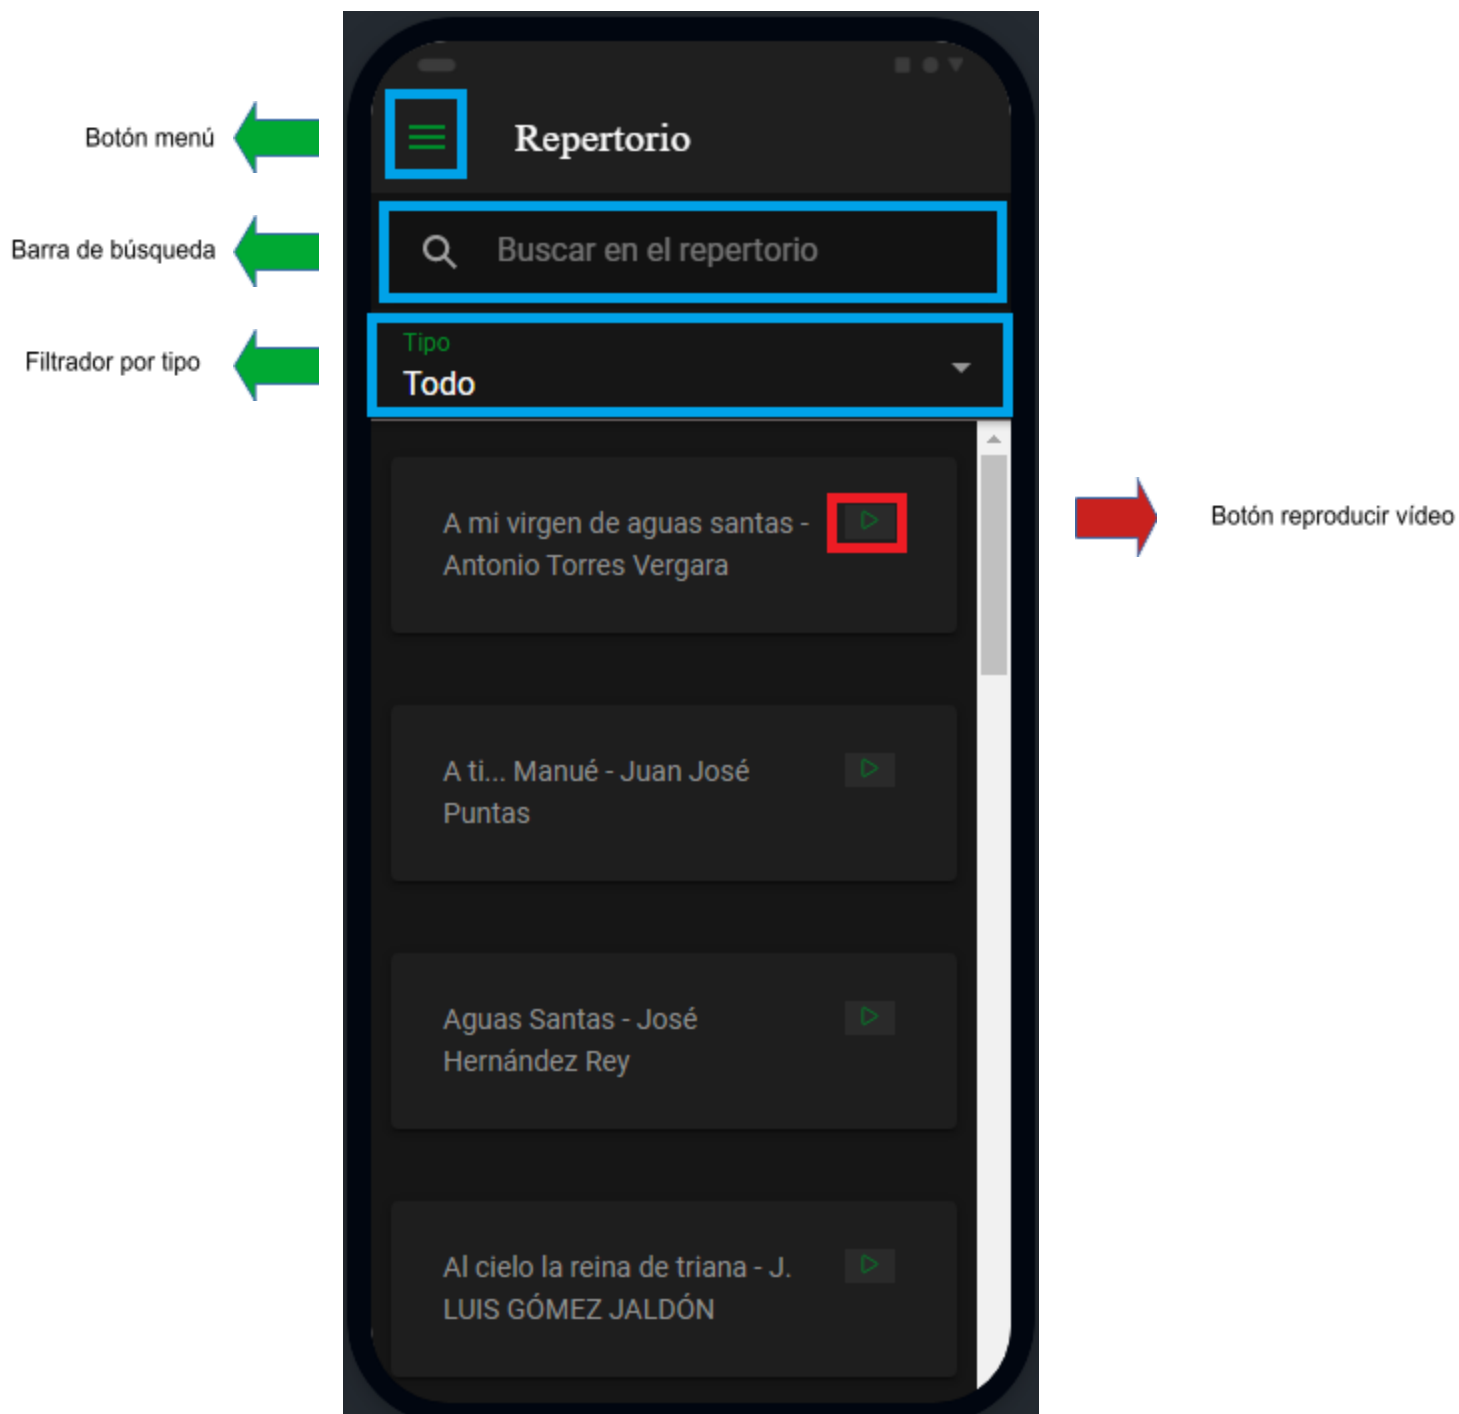 Botón menú
Repertorio
Barra de búsqueda
Buscar en el repertorio
Filtrador por tipo
Tipo
Todo
A mi virgen de aguas santas -
Antonio Torres Vergara
Botón reproducir vídeo
A ti... Manué - Juan José
Puntas
Aguas Santas - José
Hernández Rey
Al cielo la reina de triana - J.
LUIS GÓMEZ JALDÓN